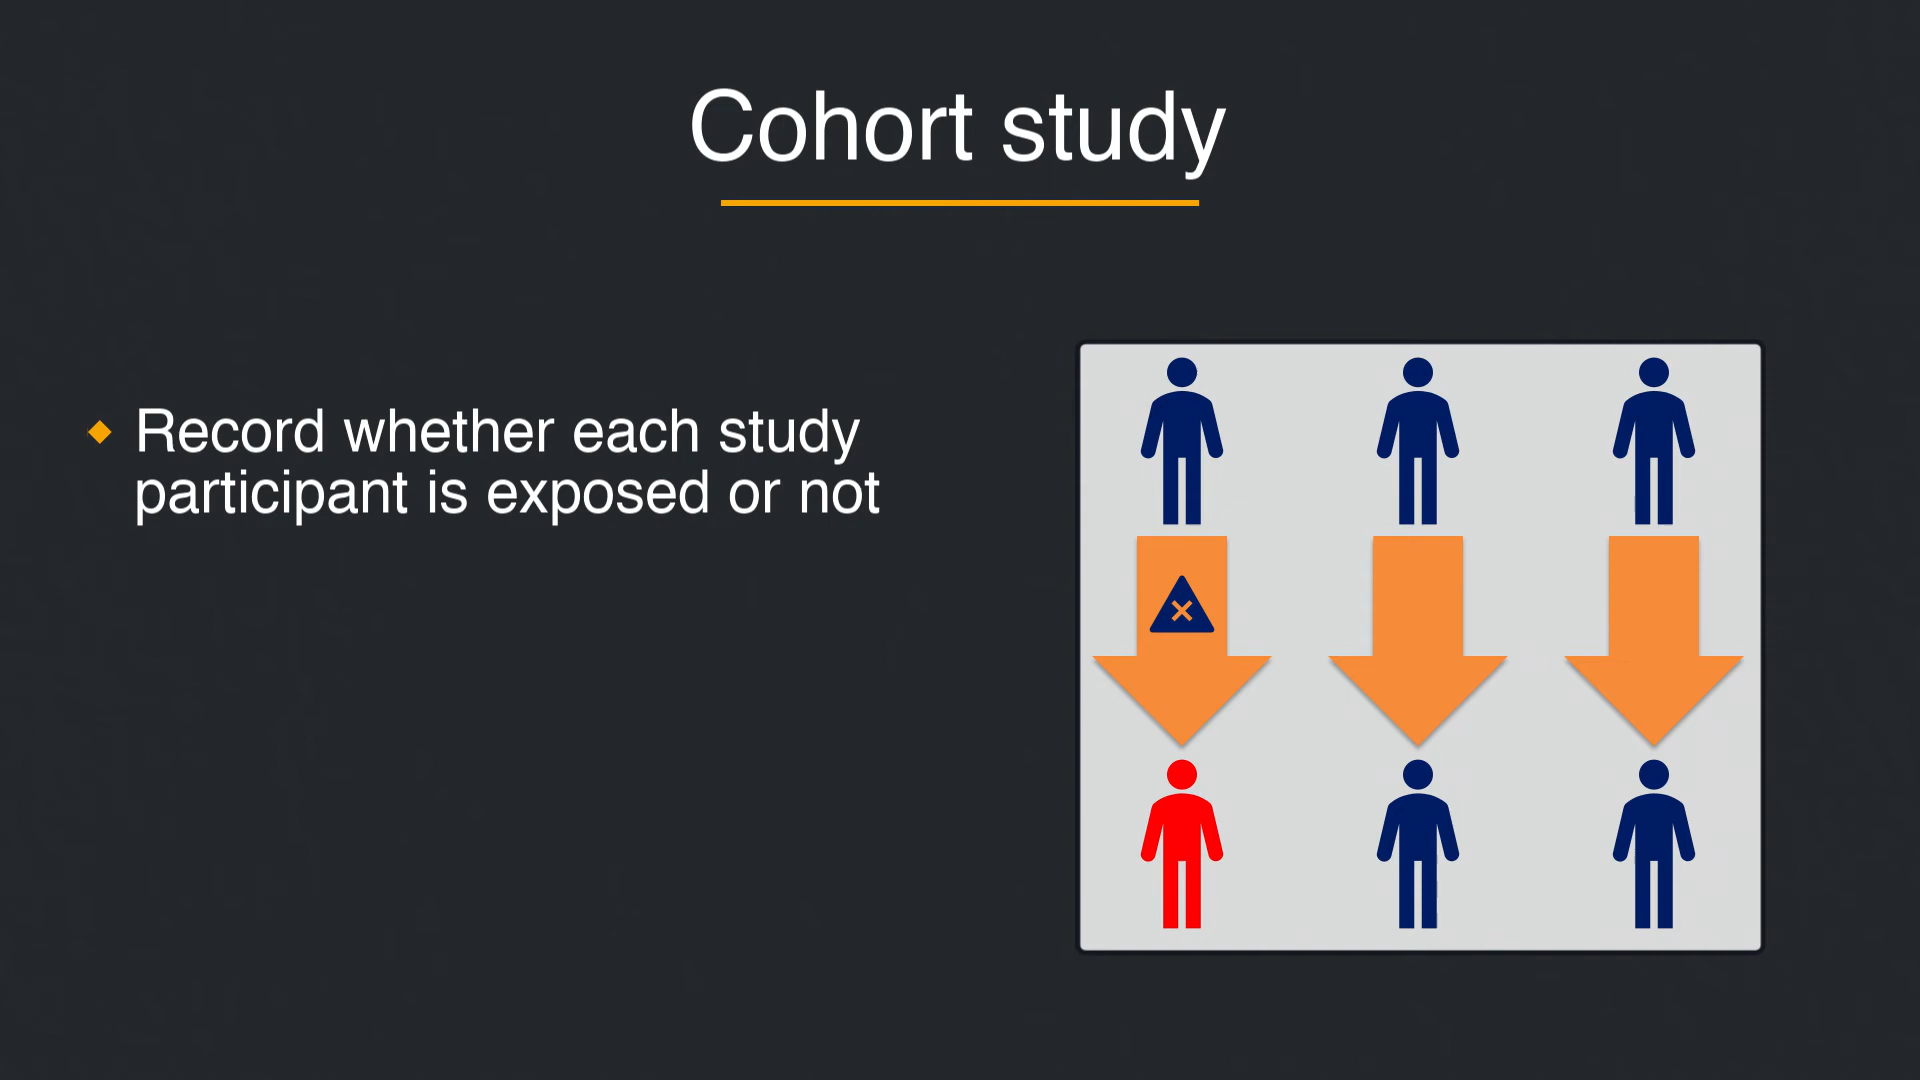 Cohort study
Record whether each study
participant is exposed or not